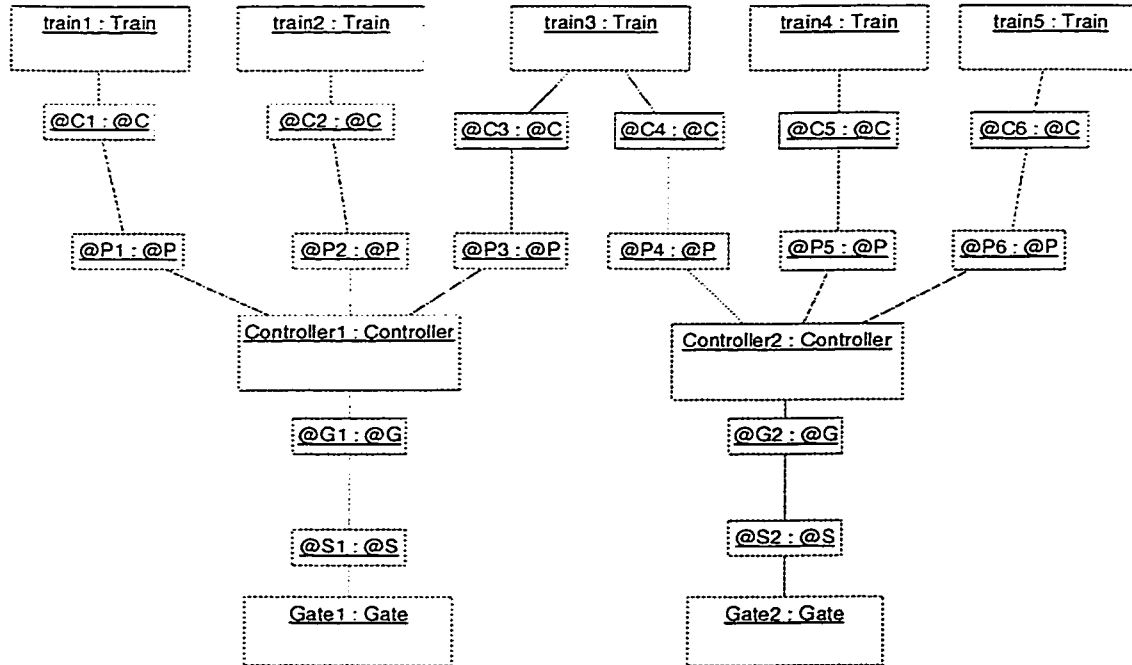 train1 : Train
train2 : Train
train3 : Train
train4 : Train
train5 : Train
@C1 : @C
@C2 : @C
@C3 : @C
@C4 : @C
@C5 : @C
@C6 : @C
@P1 : @P
@P2 : @P
@P3 : @P
@P4 : @P
@P5 : @P
@P6 : @P
Controller1 : Controller
Controller2 : Controller
@G1 : @G
@G2 : @G
@S1 : @S
@S2 : @S
Gate1 : Gate
Gate2 : Gate